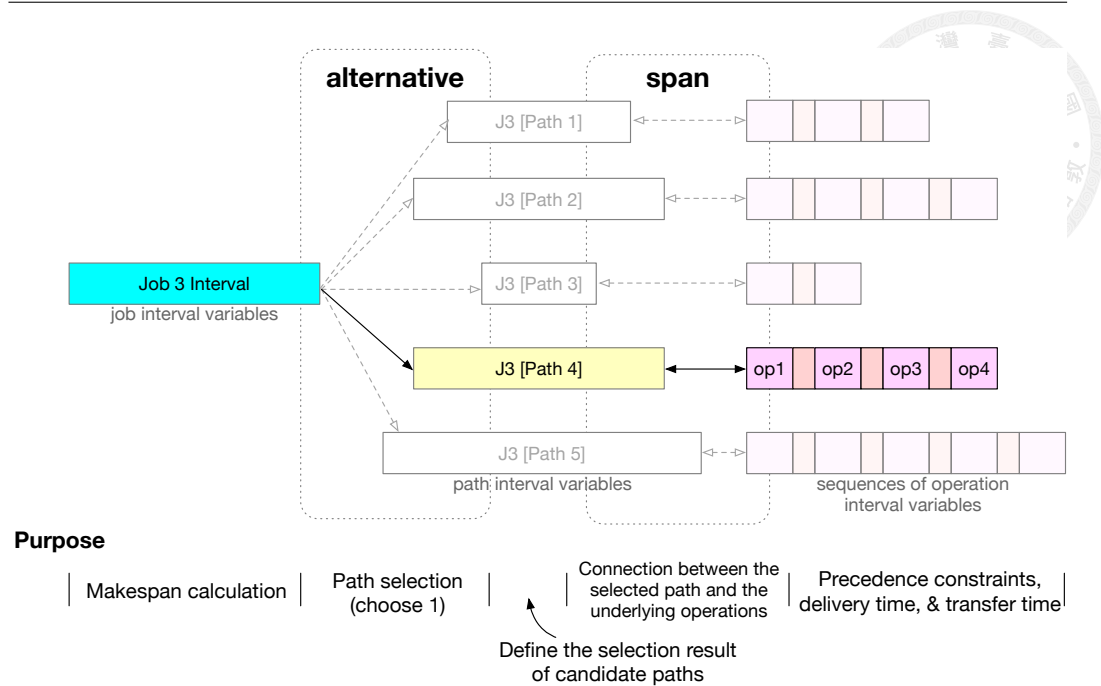 alternative
span
J3 [Path 1]
J3 [Path 2]
Job 3 Interval
J3 [Path 3]
job interval variables
J3 [Path 4]
op1 op2 op3 op4
J3 [Path 5]
path interval variables
sequences of operation
interval variables
Purpose
Makespan calculation
Path selection
(choose 1)
Connection between the
selected path and the
underlying operations
Precedence constraints,
delivery time, & transfer time
Define the selection result
of candidate paths